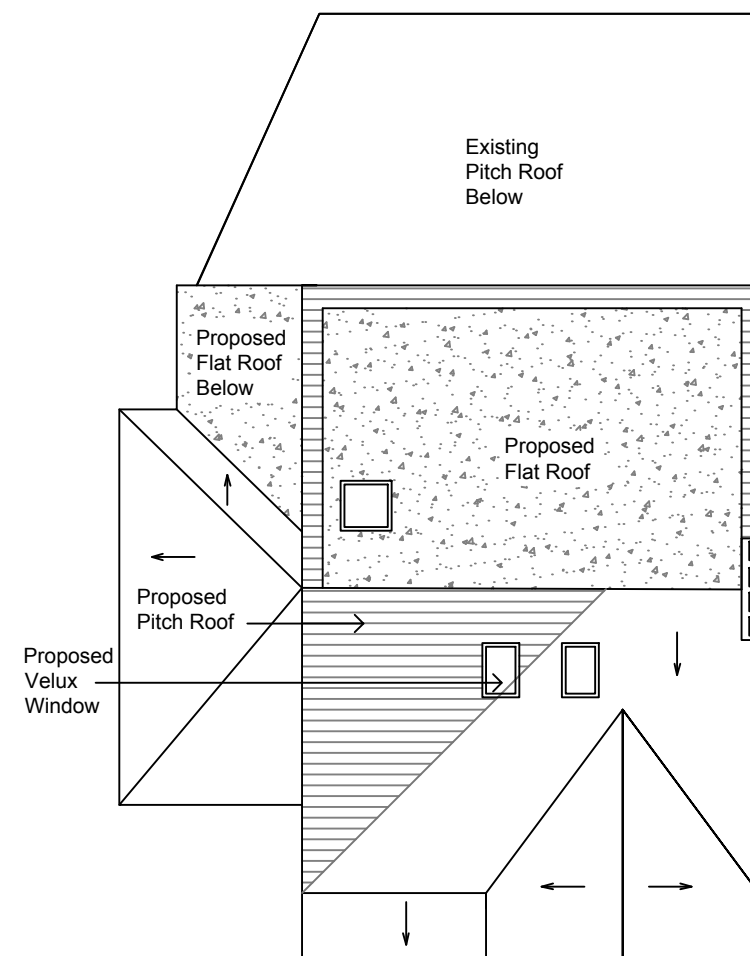 Existing
Pitch Roof
Below
Proposed
Flat Roof
Below
Proposed
Flat Roof
Proposed
Pitch Roof
Proposed
Velux
Window